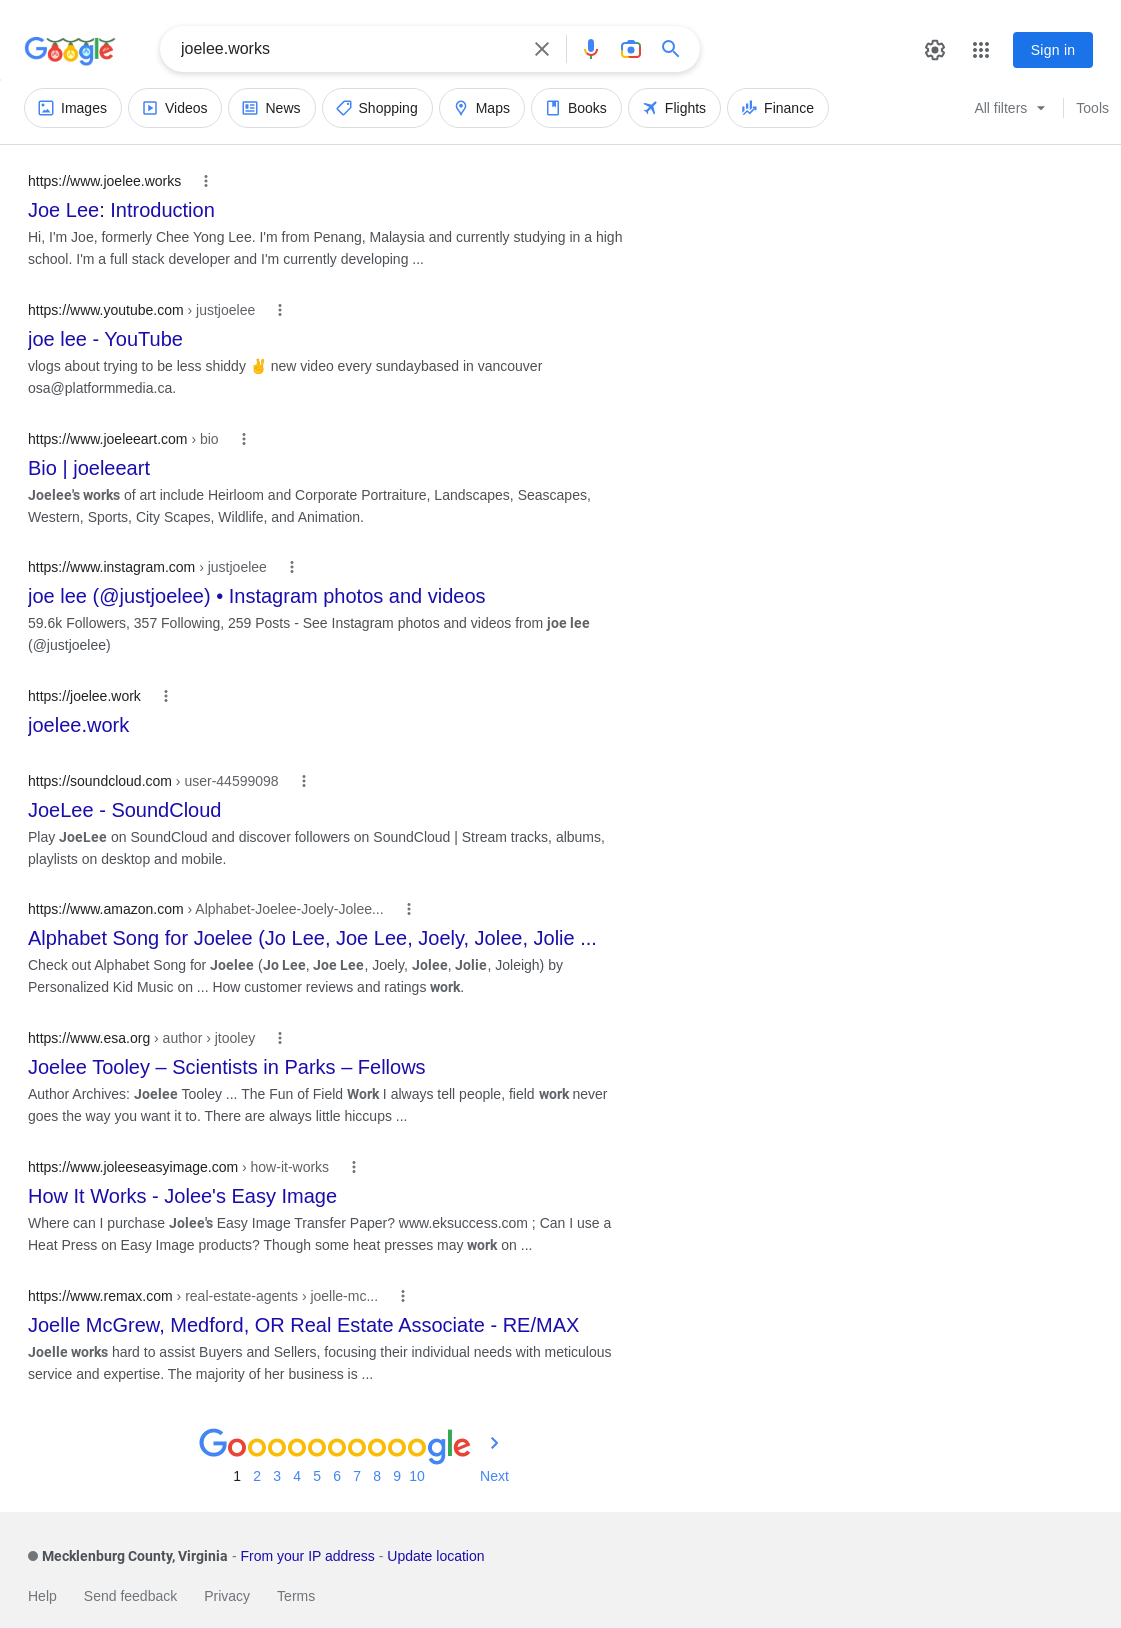 Google
joelee.works
Sign in
Images Videos News Shopping Maps Books Flights Finance All filters Tools
https://www.joelee.works
Joe Lee: Introduction
Hi, I'm Joe, formerly Chee Yong Lee. I'm from Penang, Malaysia and currently studying in a high
school. I'm a full stack developer and I'm currently developing ...
https://www.youtube.com › justjoelee
joe lee - YouTube
vlogs about trying to be less shiddy ✌️ new video every sundaybased in vancouver
osa@platformmedia.ca.
https://www.joeleeart.com › bio
Bio | joeleeart
Joelee's works of art include Heirloom and Corporate Portraiture, Landscapes, Seascapes,
Western, Sports, City Scapes, Wildlife, and Animation.
https://www.instagram.com › justjoelee
joe lee (@justjoelee) • Instagram photos and videos
59.6k Followers, 357 Following, 259 Posts - See Instagram photos and videos from joe lee
(@justjoelee)
https://joelee.work
joelee.work
https://soundcloud.com › user-44599098
JoeLee - SoundCloud
Play JoeLee on SoundCloud and discover followers on SoundCloud | Stream tracks, albums,
playlists on desktop and mobile.
https://www.amazon.com › Alphabet-Joelee-Joely-Jolee...
Alphabet Song for Joelee (Jo Lee, Joe Lee, Joely, Jolee, Jolie ...
Check out Alphabet Song for Joelee (Jo Lee, Joe Lee, Joely, Jolee, Jolie, Joleigh) by
Personalized Kid Music on ... How customer reviews and ratings work.
https://www.esa.org › author › jtooley
Joelee Tooley – Scientists in Parks – Fellows
Author Archives: Joelee Tooley ... The Fun of Field Work I always tell people, field work never
goes the way you want it to. There are always little hiccups ...
https://www.joleeseasyimage.com › how-it-works
How It Works - Jolee's Easy Image
Where can I purchase Jolee's Easy Image Transfer Paper? www.eksuccess.com ; Can I use a
Heat Press on Easy Image products? Though some heat presses may work on ...
https://www.remax.com › real-estate-agents › joelle-mc...
Joelle McGrew, Medford, OR Real Estate Associate - RE/MAX
Joelle works hard to assist Buyers and Sellers, focusing their individual needs with meticulous
service and expertise. The majority of her business is ...
Goooooooooogle
1 2 3 4 5 6 7 8 9 10 Next
Mecklenburg County, Virginia - From your IP address - Update location
Help Send feedback Privacy Terms